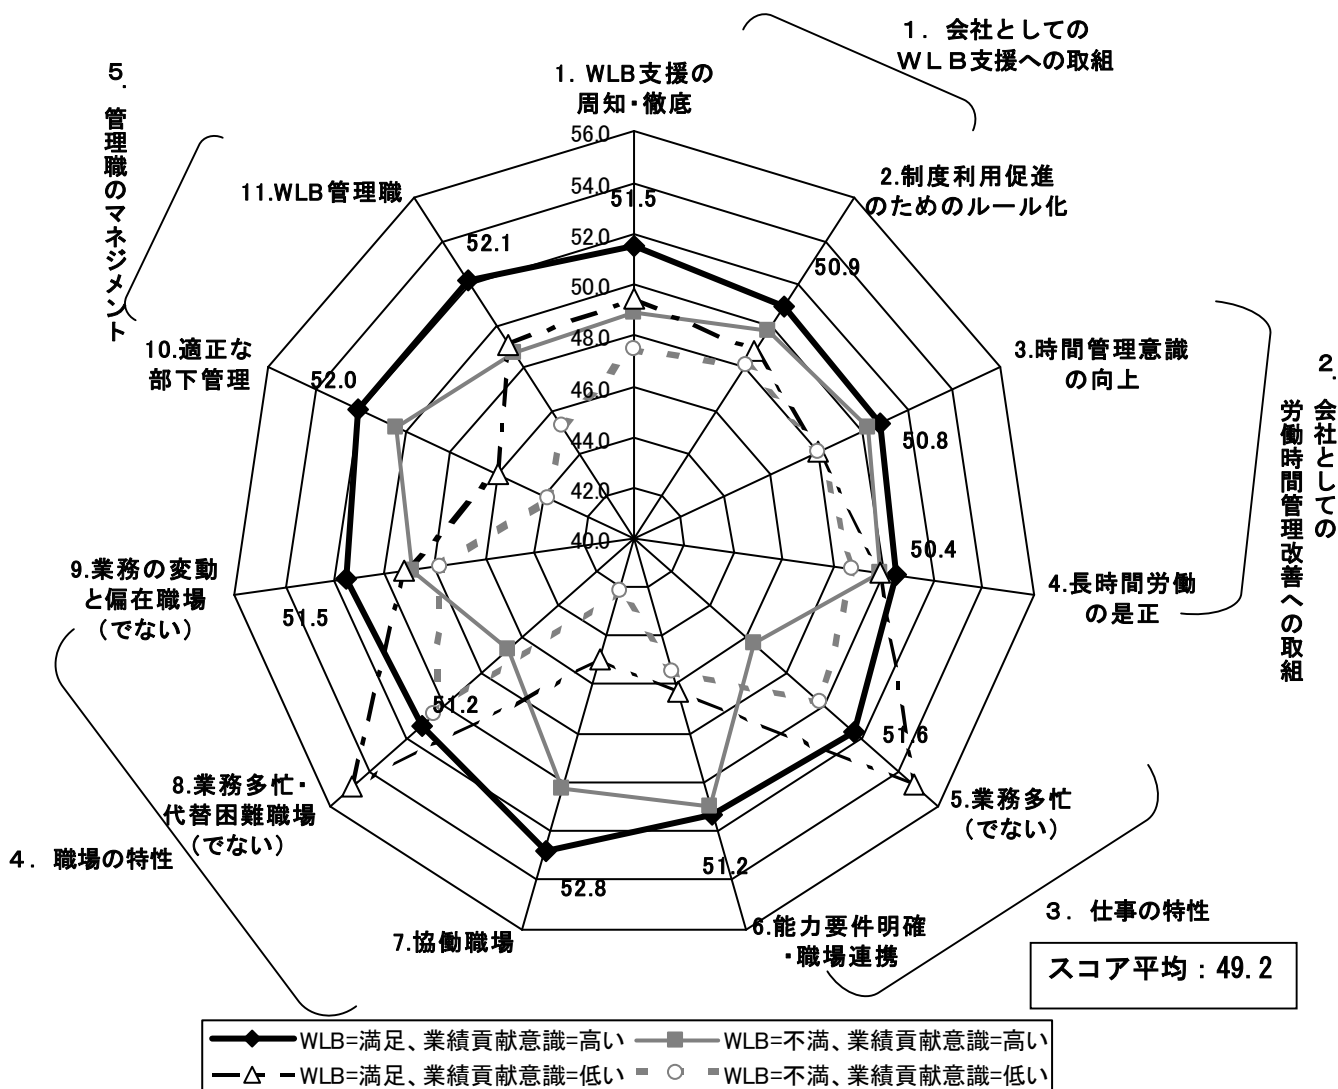 1. 会社としての
WLB支援への取組
1. WLB支援の
周知・徹底
5. 管理職のマネジメント
56.0
54.0
52.0
50.0
48.0
46.0
44.0
42.0
40.0
2.制度利用促進
のためのルール化
11.WLB管理職
51.5
52.1
50.9
3.時間管理意識
の向上
10.適正な
部下管理
52.0
50.8
2. 会社としての
労働時間管理改善への取組
50.4
9.業務の変動
と偏在職場
(でない)
51.5
4.長時間労働
の是正
51.2
51.6
8.業務多忙・
代替困難職場
(でない)
5.業務多忙
(でない)
4. 職場の特性
51.2
52.8
3. 仕事の特性
7.協働職場
6.能力要件明確
・職場連携
スコア平均:49.2
WLB=満足、業績貢献意識=高い
WLB=不満、業績貢献意識=高い
WLB=満足、業績貢献意識=低い
WLB=不満、業績貢献意識=低い